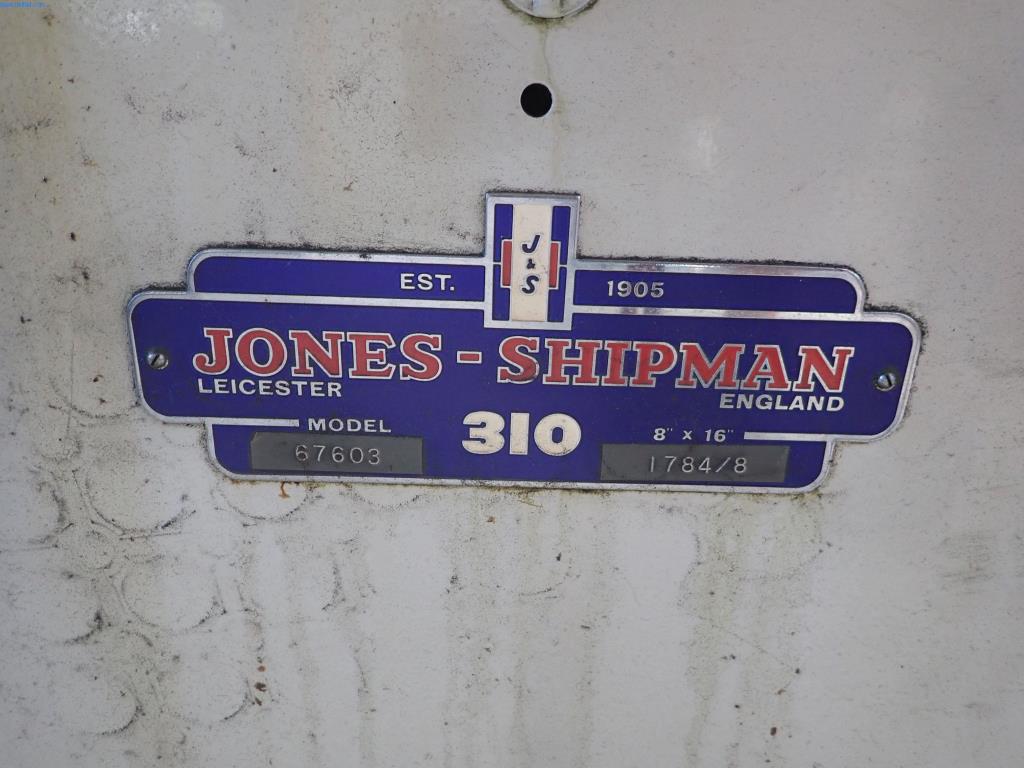 J
&
S
EST. 1905
JONES - SHIPMAN
LEICESTER ENGLAND
MODEL 310 8" x 16"
67603 1784/8